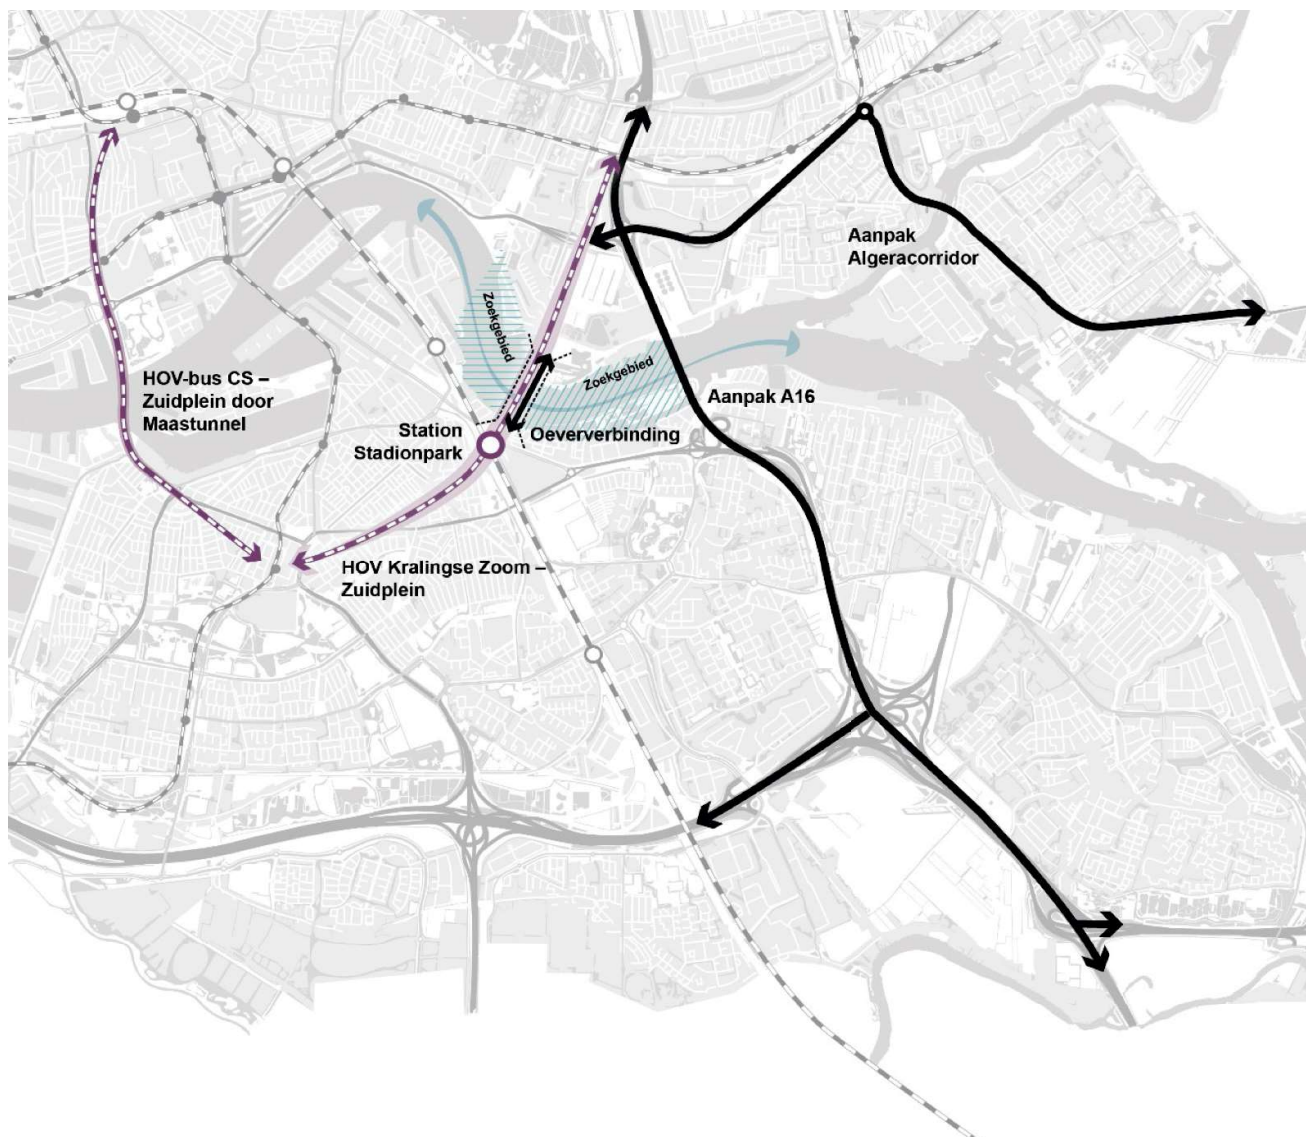 Aanpak
Algeracorridor
Zoekgebied
Zoekgebied
HOV-bus CS –
Zuidplein door
Maastunnel
Aanpak A16
Station
Stadionpark
Oeververbinding
HOV Kralingse Zoom –
Zuidplein